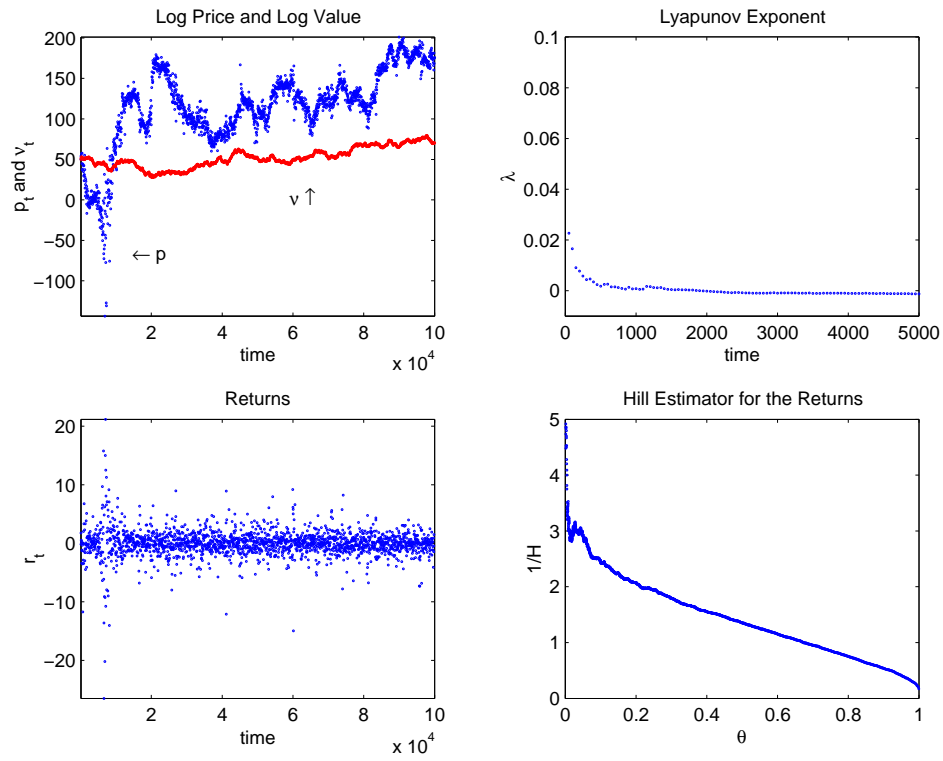 Log Price and Log Value
p_t and ν_t
150
100
50
0
−50
−100
ν ↑
← p
2 4 6 8 10
time
x 10^4
Lyapunov Exponent
λ
0.1
0.08
0.06
0.04
0.02
0
0 1000 2000 3000 4000 5000
time
Returns
r_t
20
10
0
−10
−20
2 4 6 8 10
time
x 10^4
Hill Estimator for the Returns
1/H
5
4
3
2
1
0
0 0.2 0.4 0.6 0.8 1
θ
200